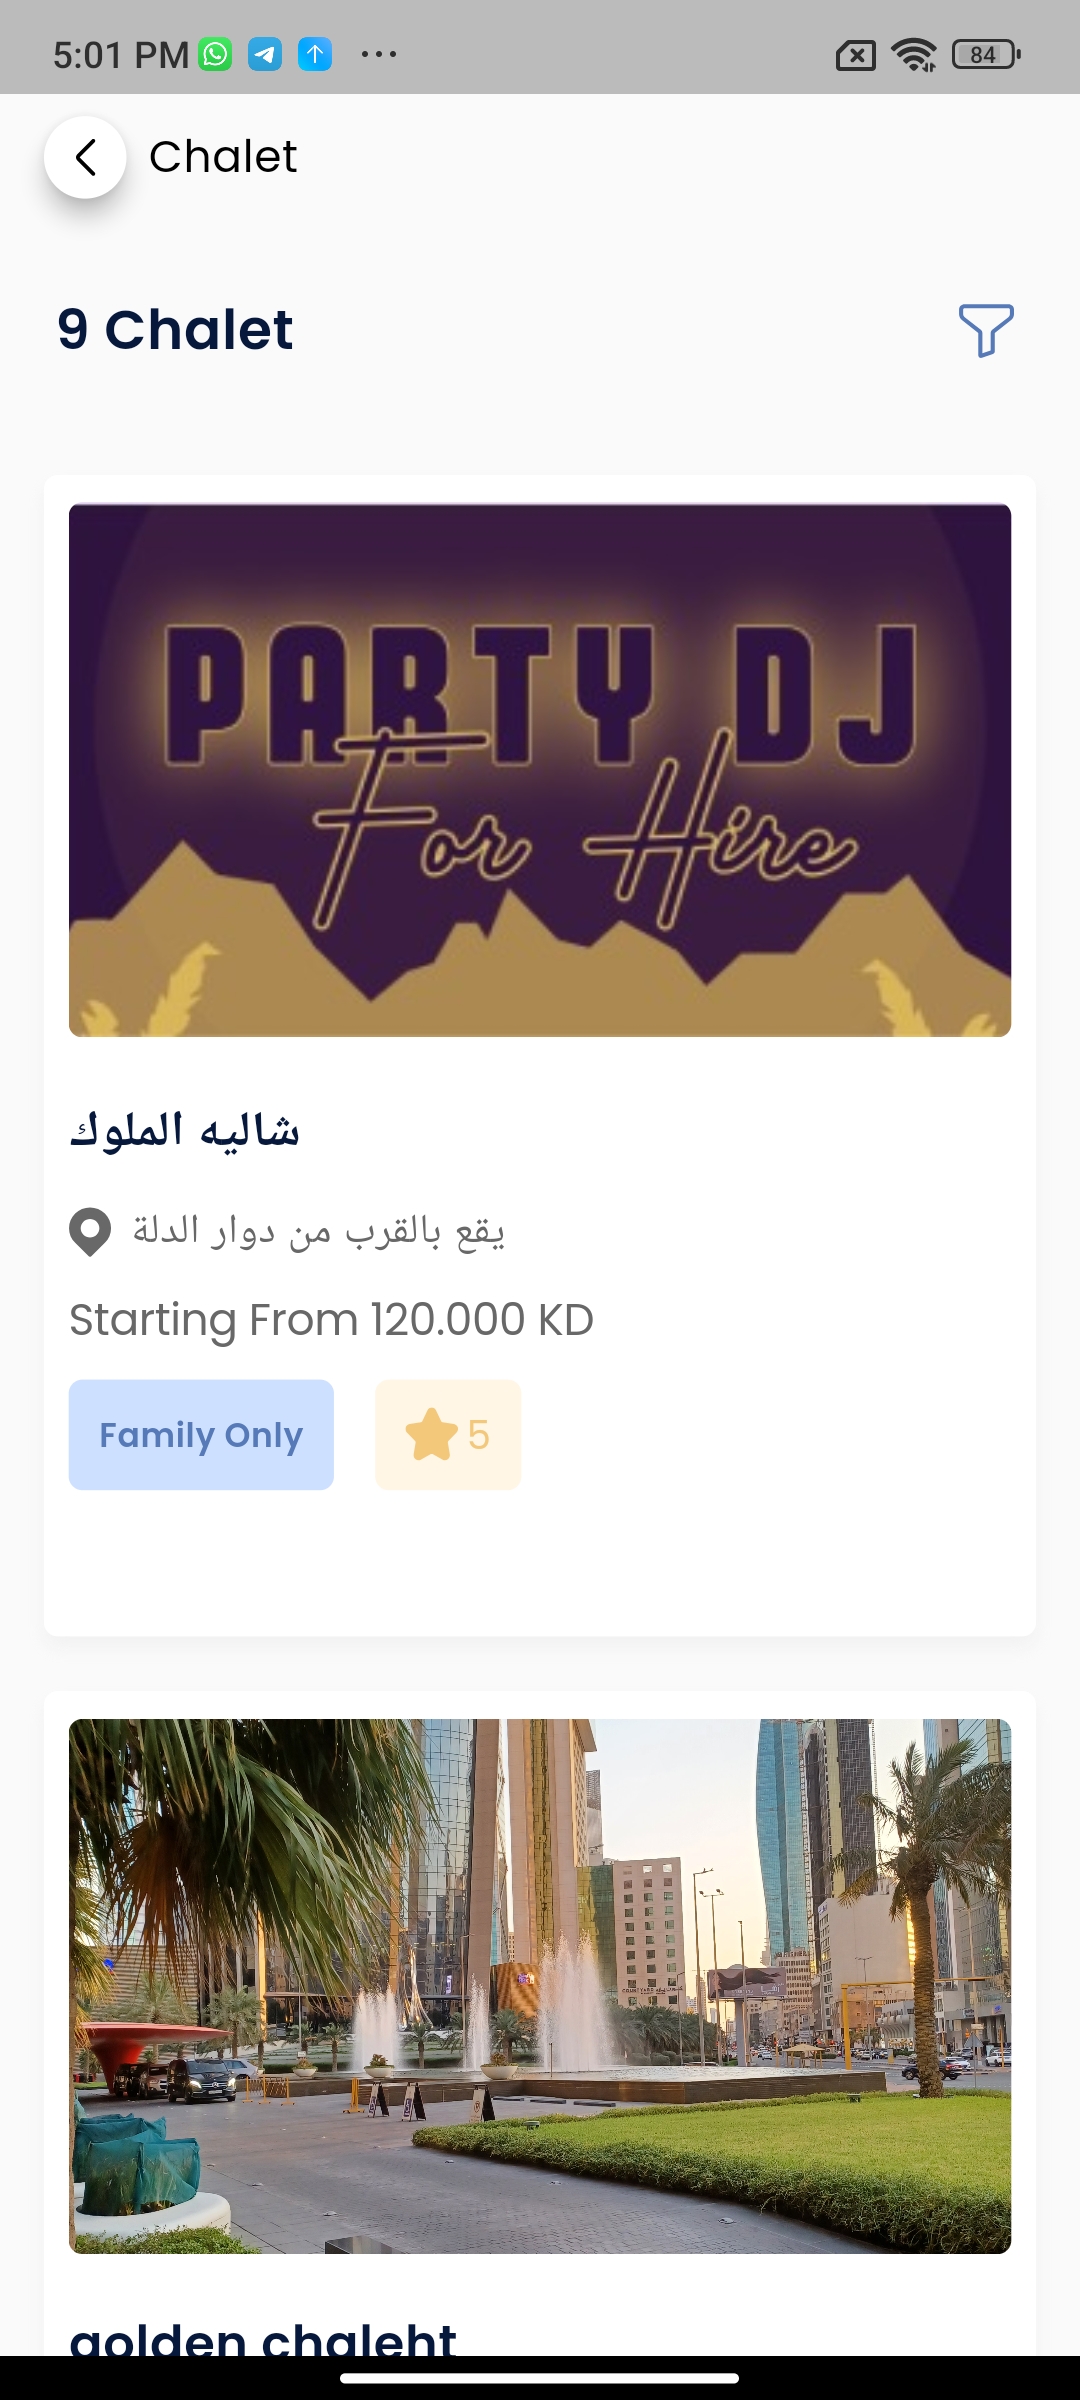 5:01 PM
84
Chalet
9 Chalet
PARTY DJ
For Hire
شاليه الملوك
يقع بالقرب من دوار الدلة
Starting From 120.000 KD
Family Only
5
golden chaleht